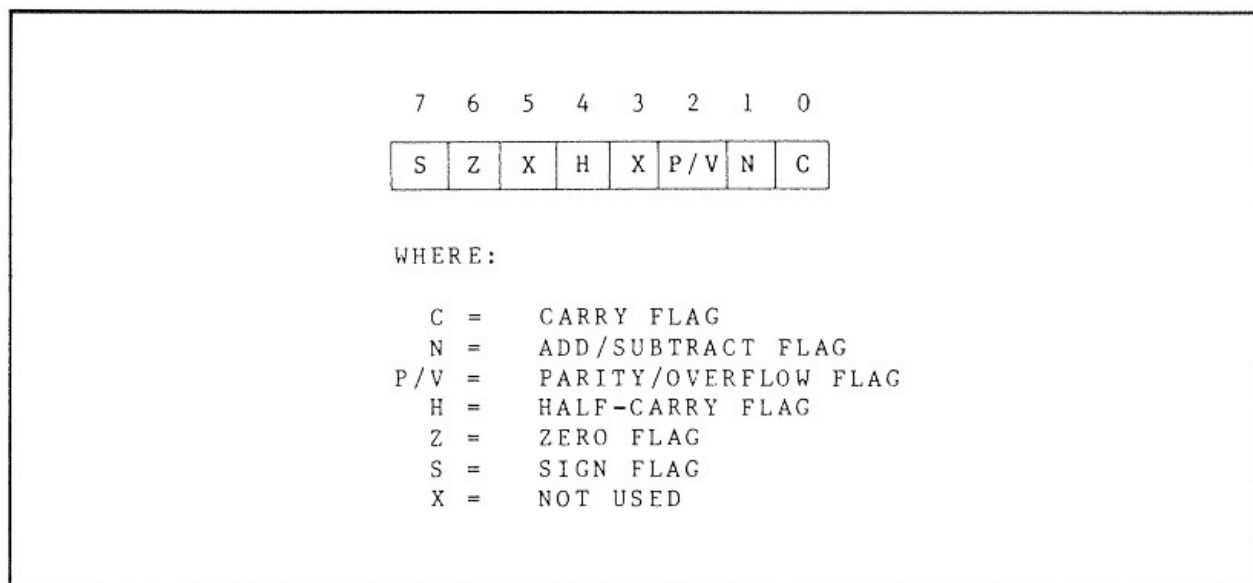 7 6 5 4 3 2 1 0
S Z X H X P/V N C
WHERE:
C = CARRY FLAG
N = ADD/SUBTRACT FLAG
P/V = PARITY/OVERFLOW FLAG
H = HALF-CARRY FLAG
Z = ZERO FLAG
S = SIGN FLAG
X = NOT USED